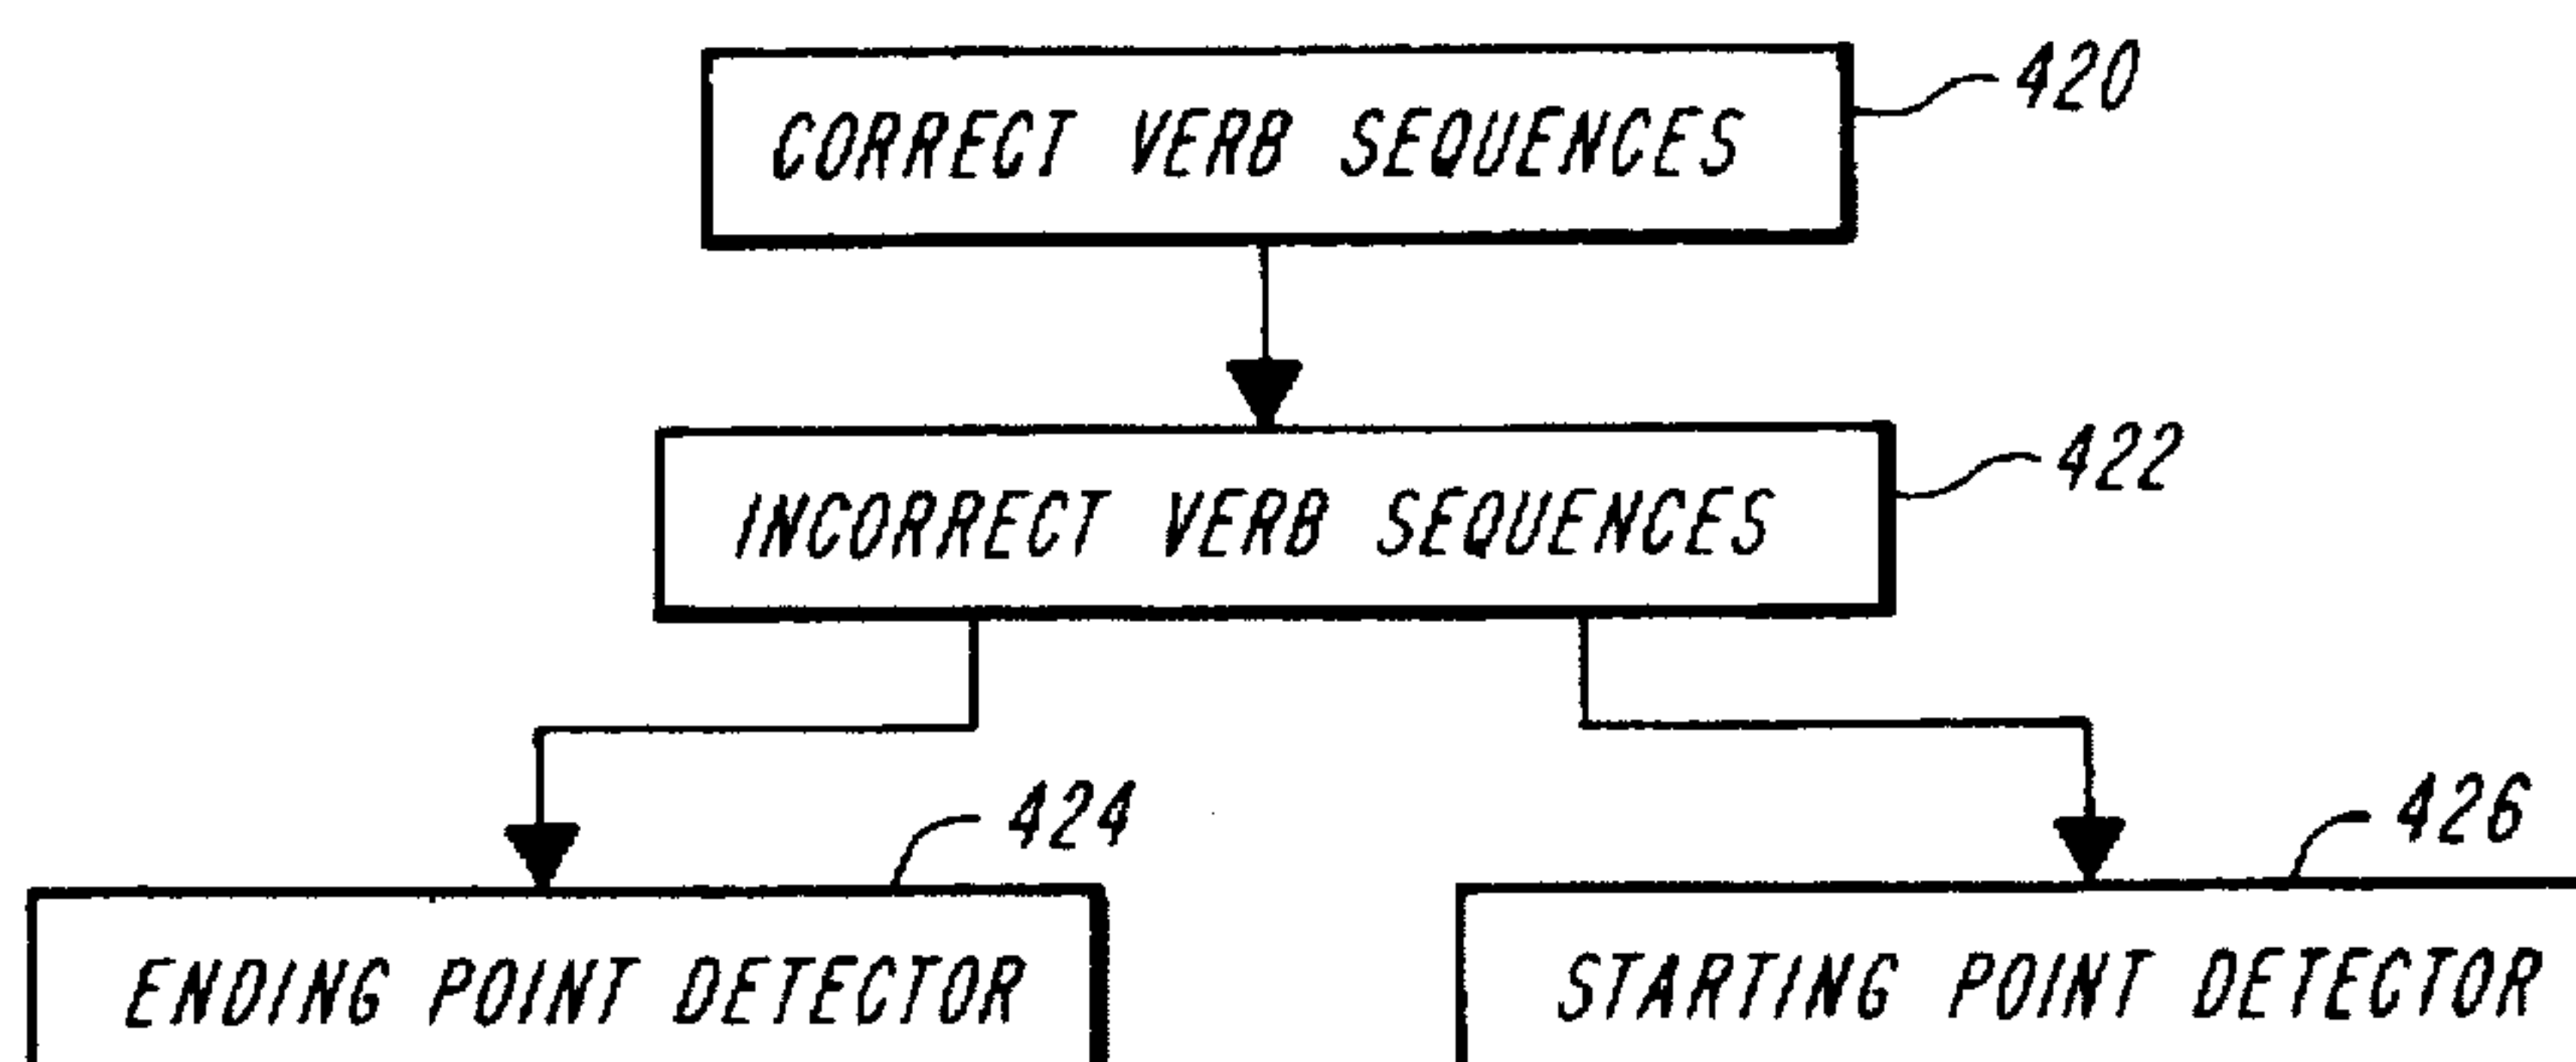 CORRECT VERB SEQUENCES
420
INCORRECT VERB SEQUENCES
422
424
426
ENDING POINT DETECTOR
STARTING POINT DETECTOR